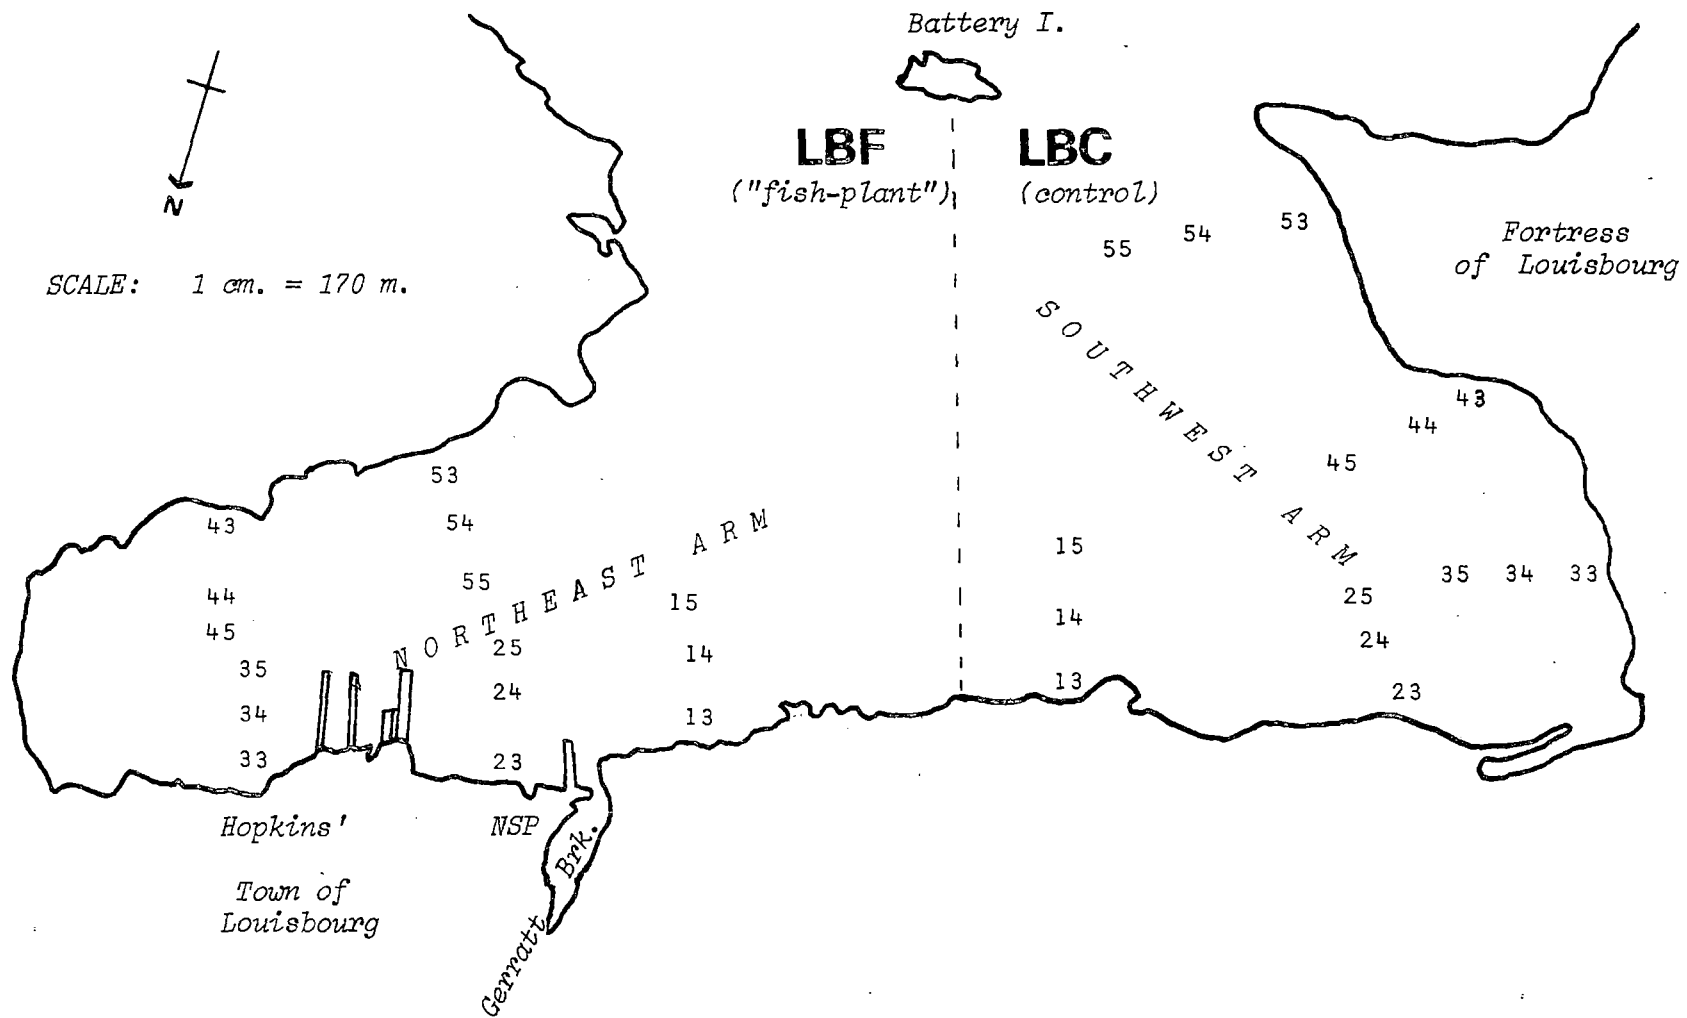 Battery I.
N
LBF
("fish-plant")
LBC
(control)
SCALE: 1 cm. = 170 m.
Fortress
of Louisbourg
55 54 53
SOUTHWEST ARM
43
44
45
53
43
54
NORTHEAST ARM
15
55
44
15
35 34 33
25
45
14
25
14
24
35
24
13
23
34
13
33
23
Hopkins'
NSP
Brk.
Gerratt
Town of
Louisbourg